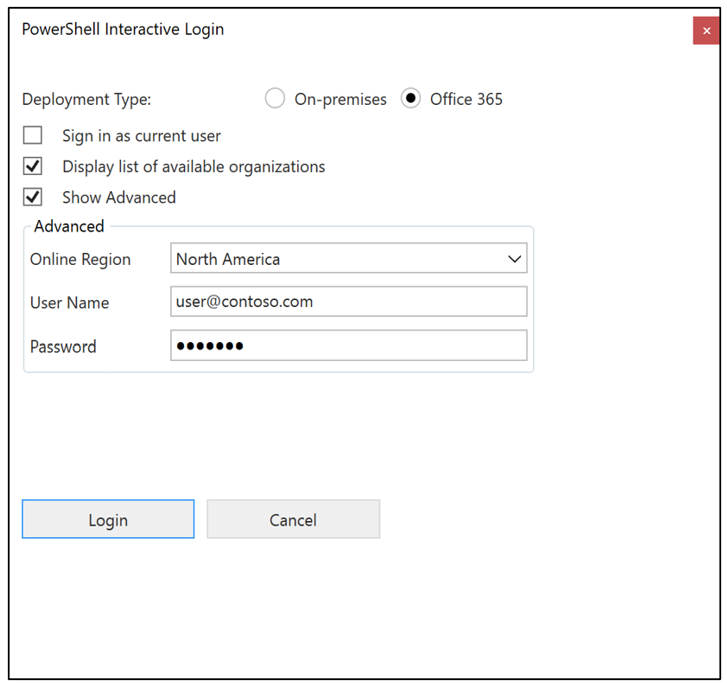 PowerShell Interactive Login
Deployment Type: On-premises Office 365
Sign in as current user
Display list of available organizations
Show Advanced
Advanced
Online Region North America
User Name user@contoso.com
Password ●●●●●●●
Login Cancel